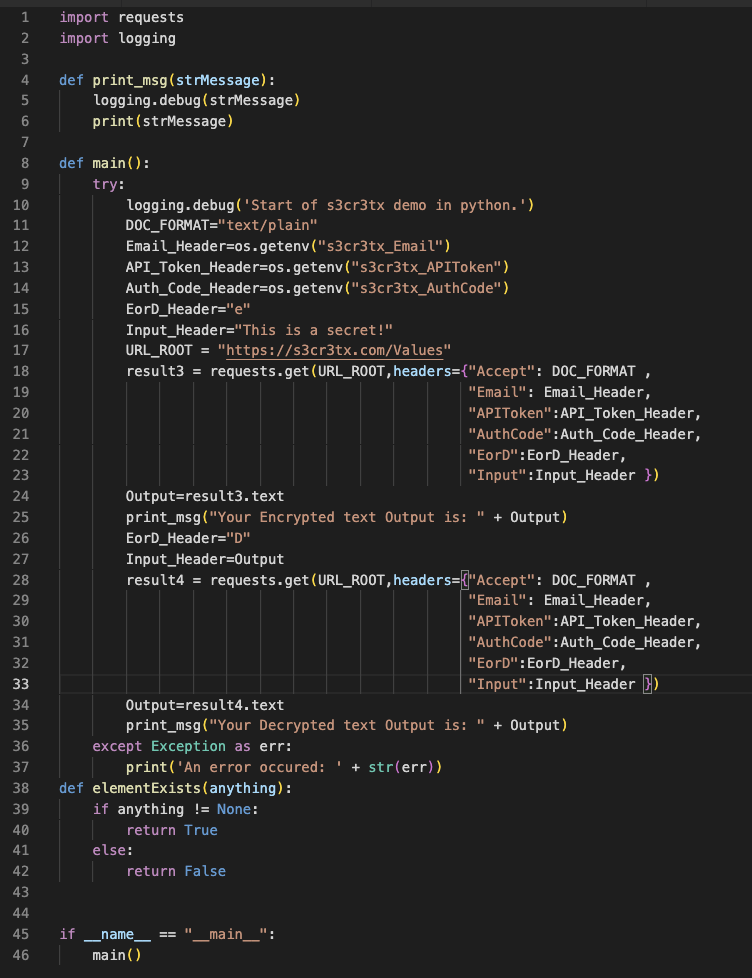 1 import requests
2 import logging
3
4 def print_msg(strMessage):
5     logging.debug(strMessage)
6     print(strMessage)
7
8 def main():
9     try:
10         logging.debug('Start of s3cr3tx demo in python.')
11         DOC_FORMAT="text/plain"
12         Email_Header=os.getenv("s3cr3tx_Email")
13         API_Token_Header=os.getenv("s3cr3tx_APIToken")
14         Auth_Code_Header=os.getenv("s3cr3tx_AuthCode")
15         EorD_Header="e"
16         Input_Header="This is a secret!"
17         URL_ROOT = "https://s3cr3tx.com/Values"
18         result3 = requests.get(URL_ROOT,headers={"Accept": DOC_FORMAT ,
19                                                  "Email": Email_Header,
20                                                  "APIToken":API_Token_Header,
21                                                  "AuthCode":Auth_Code_Header,
22                                                  "EorD":EorD_Header,
23                                                  "Input":Input_Header })
24         Output=result3.text
25         print_msg("Your Encrypted text Output is: " + Output)
26         EorD_Header="D"
27         Input_Header=Output
28         result4 = requests.get(URL_ROOT,headers={"Accept": DOC_FORMAT ,
29                                                  "Email": Email_Header,
30                                                  "APIToken":API_Token_Header,
31                                                  "AuthCode":Auth_Code_Header,
32                                                  "EorD":EorD_Header,
33                                                  "Input":Input_Header })
34         Output=result4.text
35         print_msg("Your Decrypted text Output is: " + Output)
36     except Exception as err:
37         print('An error occured: ' + str(err))
38 def elementExists(anything):
39     if anything != None:
40         return True
41     else:
42         return False
43
44
45 if __name__ == "__main__":
46     main()